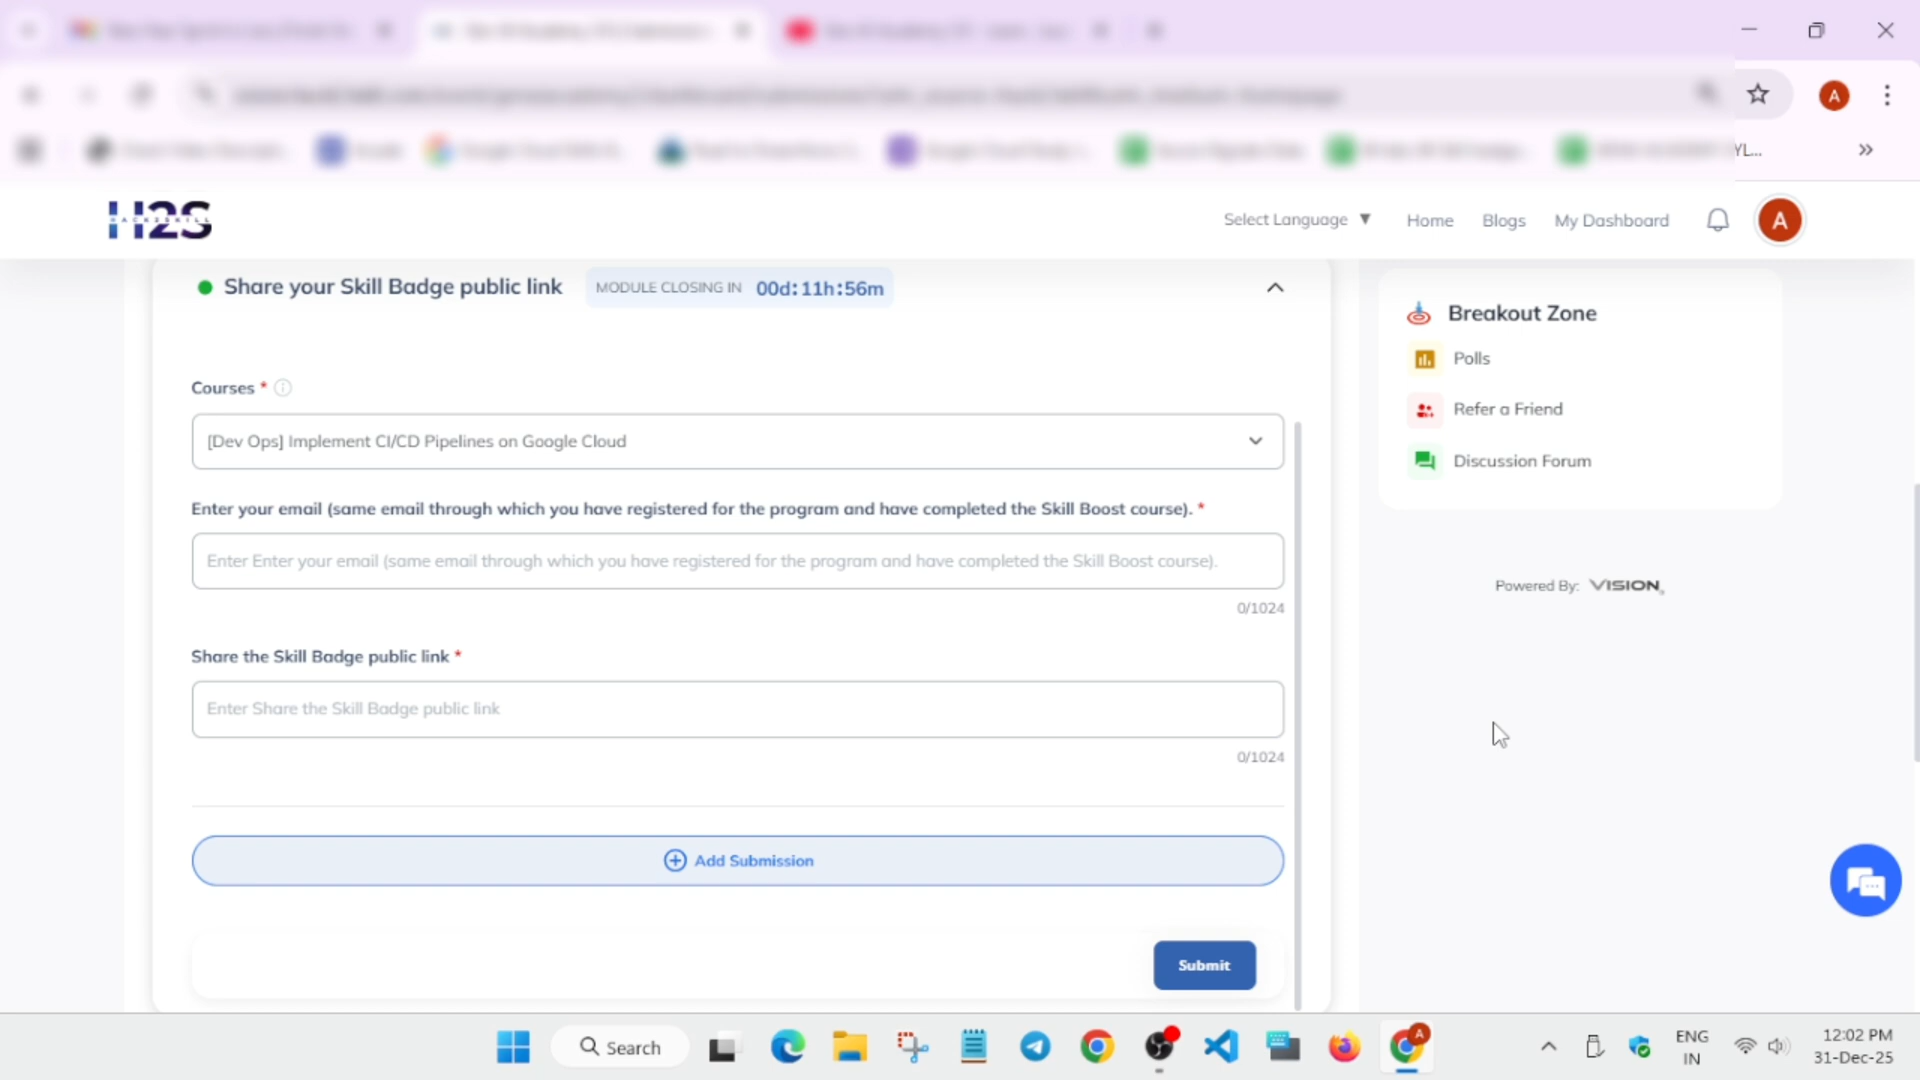 YL...
H2S
HACK2SKILL
Select Language ▼
Home
Blogs
My Dashboard
A
A
Share your Skill Badge public link
MODULE CLOSING IN 00d:11h:56m
Courses *
[Dev Ops] Implement CI/CD Pipelines on Google Cloud
Enter your email (same email through which you have registered for the program and have completed the Skill Boost course). *
Enter Enter your email (same email through which you have registered for the program and have completed the Skill Boost course).
0/1024
Share the Skill Badge public link *
Enter Share the Skill Badge public link
0/1024
Add Submission
Submit
Breakout Zone
Polls
Refer a Friend
Discussion Forum
Powered By: VISION
Search
A
ENG
IN
12:02 PM
31-Dec-25